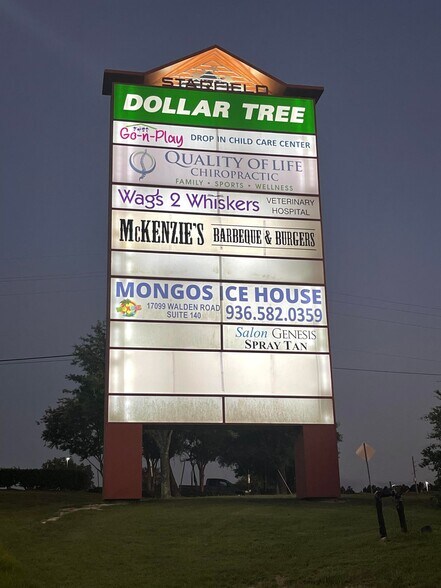 STARFIELD
DOLLAR TREE
Just Go-n-Play DROP IN CHILD CARE CENTER
QUALITY OF LIFE
CHIROPRACTIC
FAMILY • SPORTS • WELLNESS
Wag's 2 Whiskers VETERINARY HOSPITAL
MCKENZIE'S BARBEQUE & BURGERS
MONGOS ICE HOUSE
17099 WALDEN ROAD
SUITE 140
936.582.0359
Salon GENESIS
SPRAY TAN